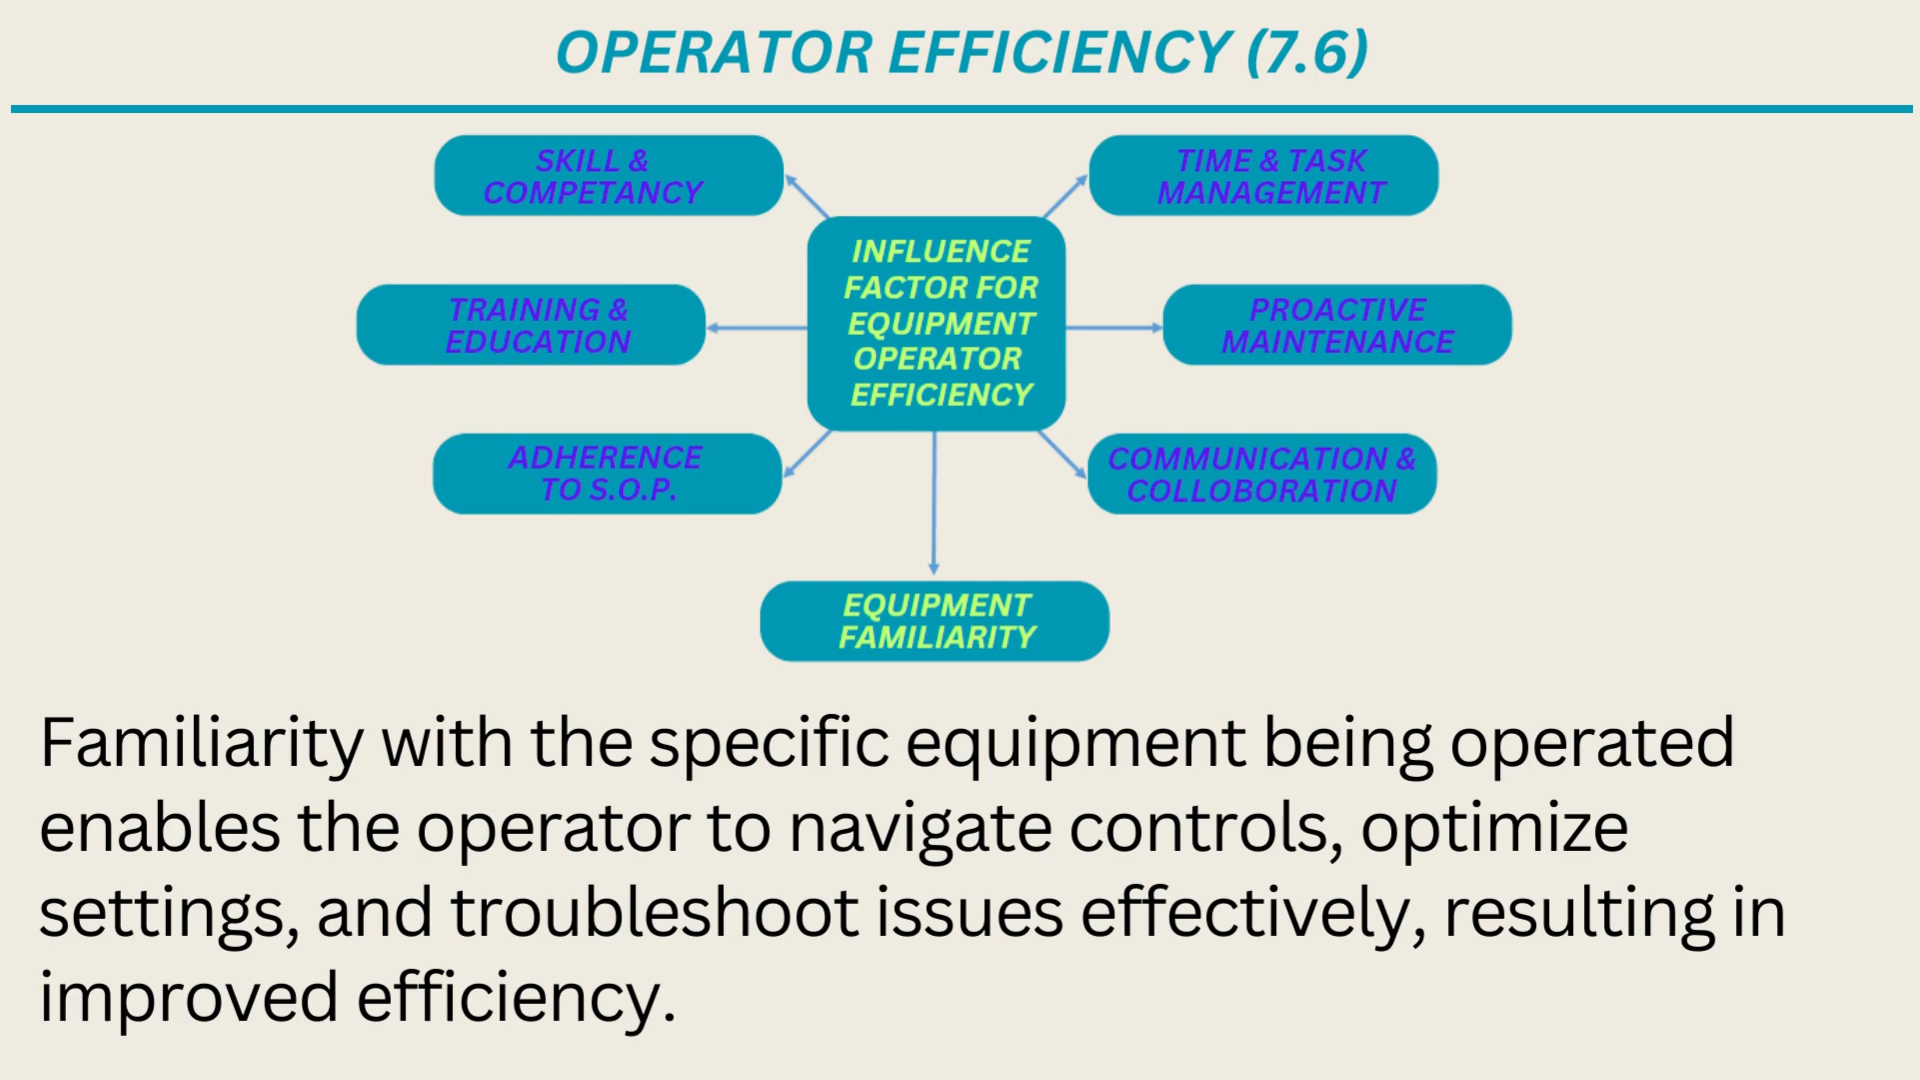 OPERATOR EFFICIENCY (7.6)
SKILL &
COMPETANCY
TIME & TASK
MANAGEMENT
INFLUENCE
FACTOR FOR
EQUIPMENT
OPERATOR
EFFICIENCY
TRAINING &
EDUCATION
PROACTIVE
MAINTENANCE
ADHERENCE
TO S.O.P.
COMMUNICATION &
COLLOBORATION
EQUIPMENT
FAMILIARITY
Familiarity with the specific equipment being operated
enables the operator to navigate controls, optimize
settings, and troubleshoot issues effectively, resulting in
improved efficiency.